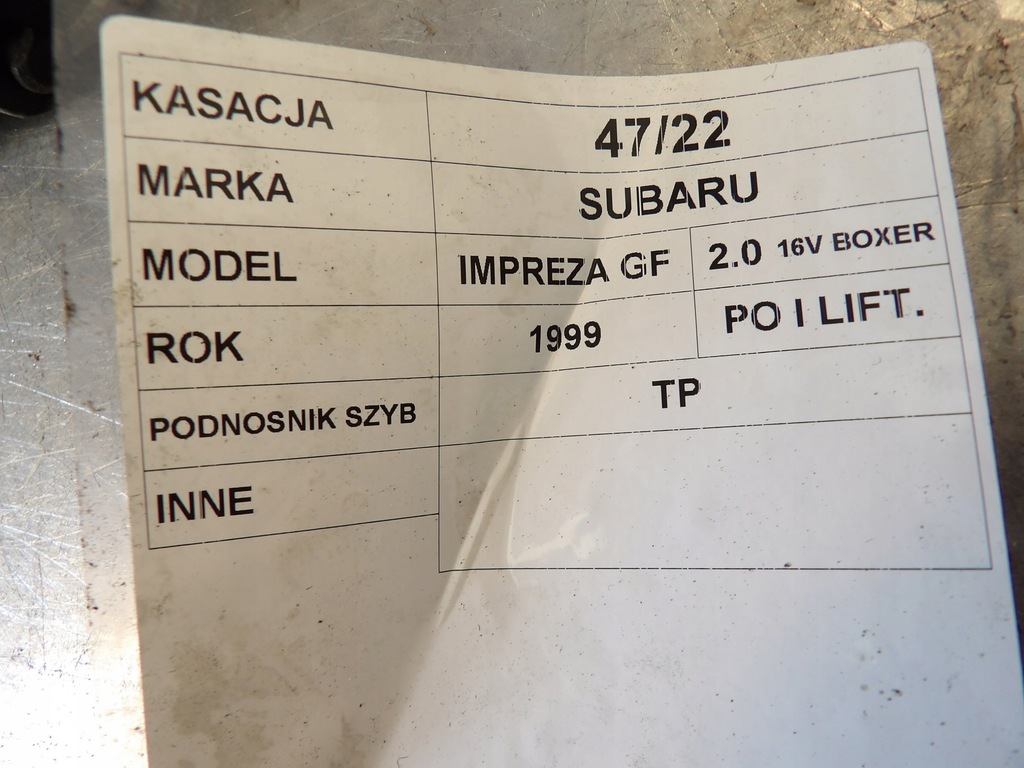 KASACJA 47/22
MARKA SUBARU
MODEL IMPREZA GF 2.0 16V BOXER
ROK 1999 PO I LIFT.
PODNOSNIK SZYB TP
INNE